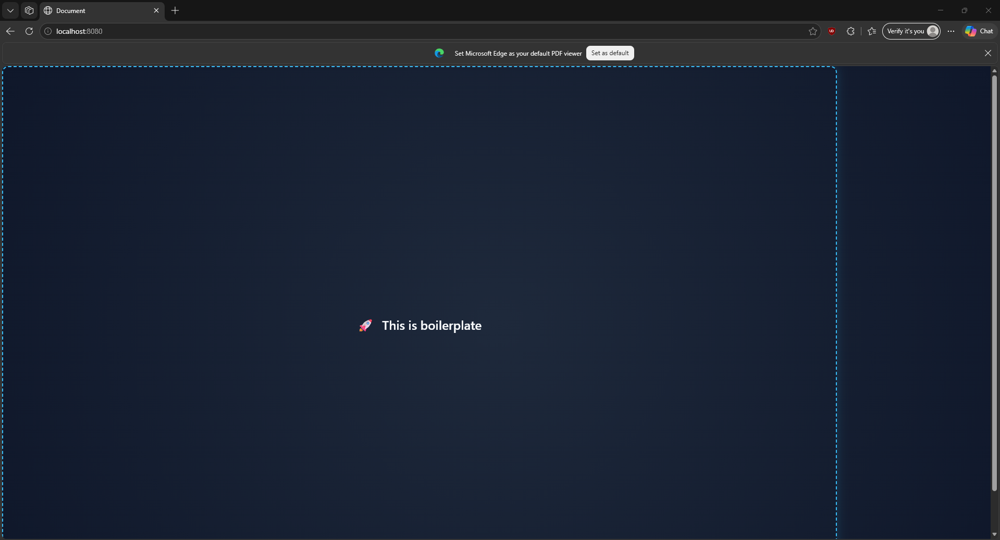 Document
localhost:8080
Verify it's you
Chat
Set Microsoft Edge as your default PDF viewer
Set as default
🚀 This is boilerplate